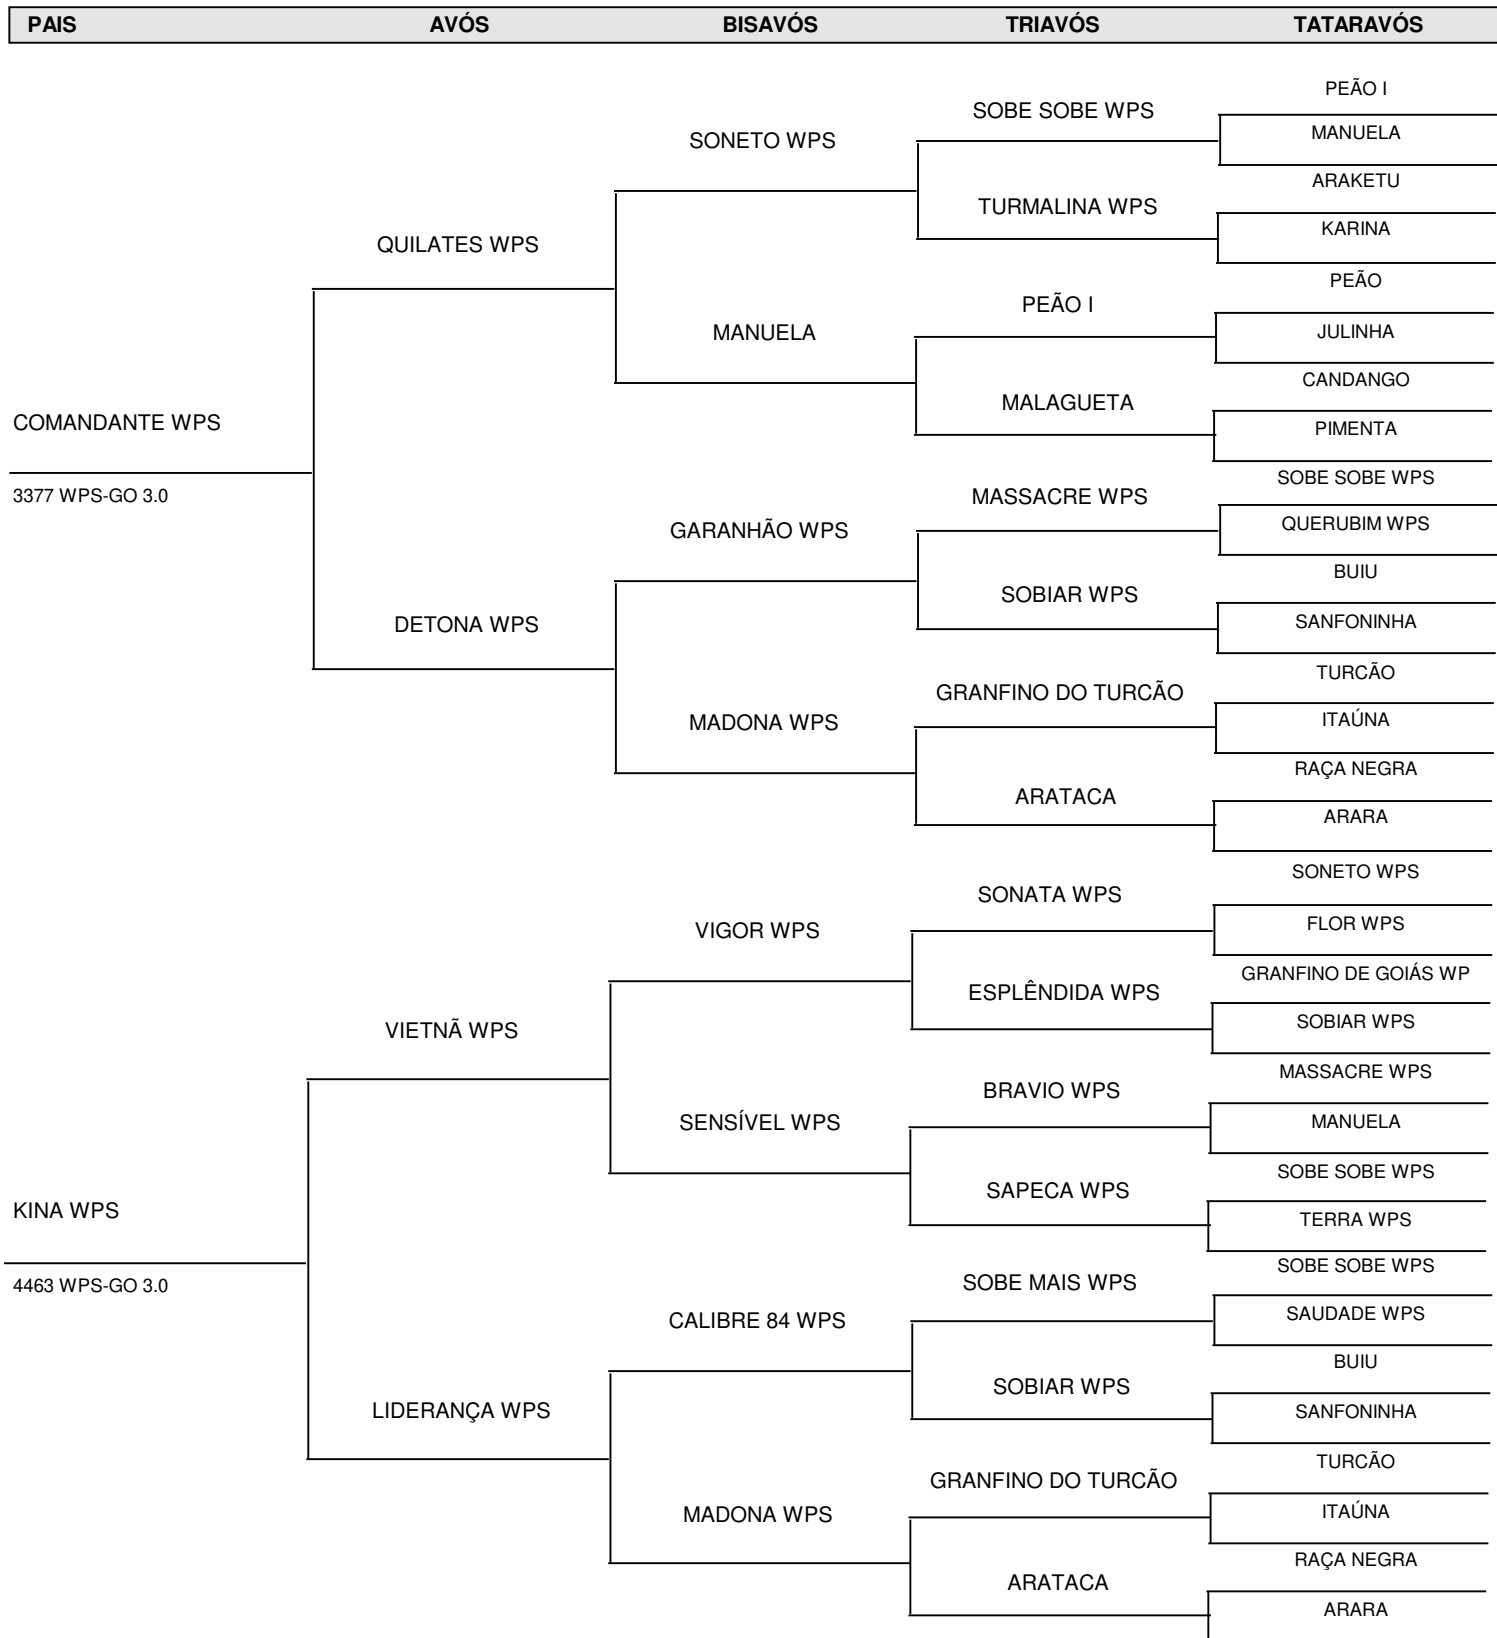 PAIS AVÓS BISAVÓS TRIAVÓS TATARAVÓS
PEÃO I
SOBE SOBE WPS
MANUELA
SONETO WPS
ARAKETU
TURMALINA WPS
KARINA
QUILATES WPS
PEÃO
PEÃO I
JULINHA
MANUELA
CANDANGO
MALAGUETA
COMANDANTE WPS
PIMENTA
SOBE SOBE WPS
3377 WPS-GO 3.0
MASSACRE WPS
QUERUBIM WPS
GARANHÃO WPS
BUIU
SOBIAR WPS
SANFONINHA
DETONA WPS
TURCÃO
GRANFINO DO TURCÃO
ITAÚNA
MADONA WPS
RAÇA NEGRA
ARATACA
ARARA
SONETO WPS
SONATA WPS
FLOR WPS
VIGOR WPS
GRANFINO DE GOIÁS WP
ESPLÊNDIDA WPS
SOBIAR WPS
VIETNÃ WPS
MASSACRE WPS
BRAVIO WPS
MANUELA
SENSÍVEL WPS
SOBE SOBE WPS
SAPECA WPS
KINA WPS
TERRA WPS
SOBE SOBE WPS
4463 WPS-GO 3.0
SOBE MAIS WPS
SAUDADE WPS
CALIBRE 84 WPS
BUIU
SOBIAR WPS
LIDERANÇA WPS
SANFONINHA
TURCÃO
GRANFINO DO TURCÃO
ITAÚNA
MADONA WPS
RAÇA NEGRA
ARATACA
ARARA